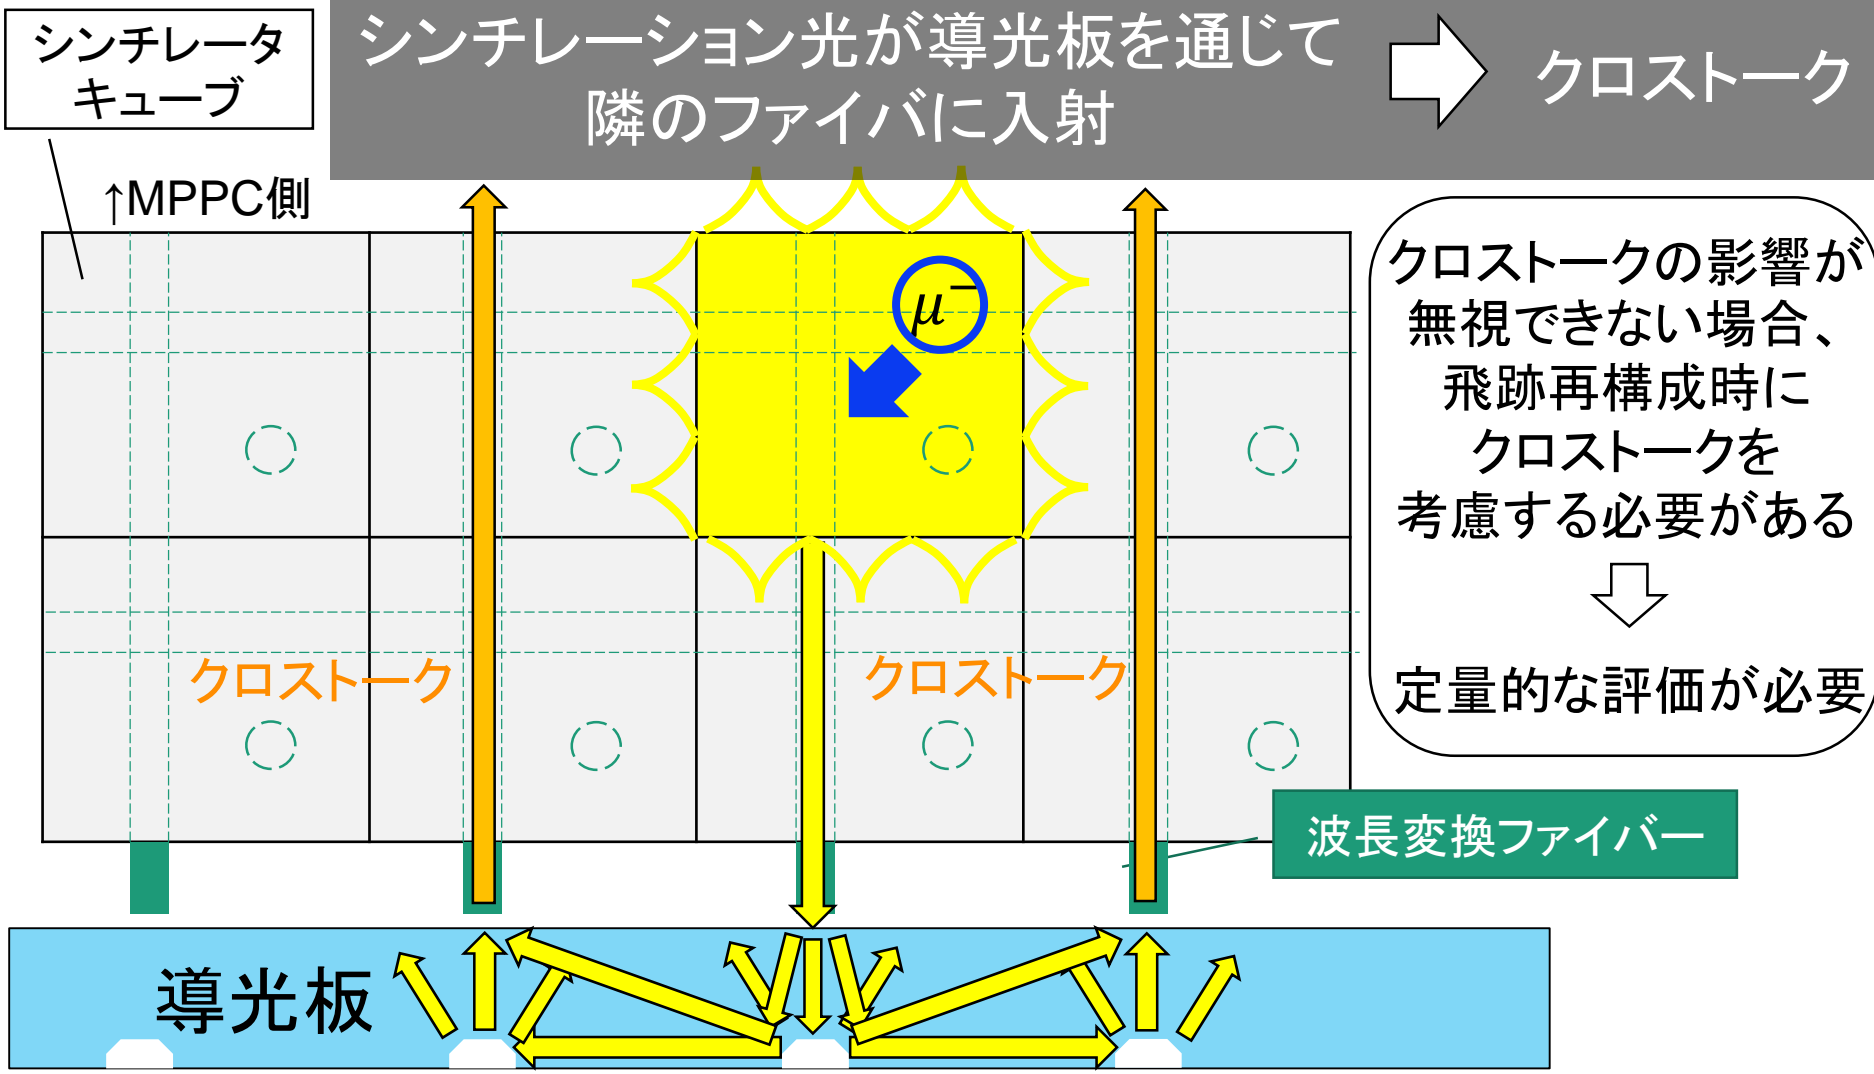 シンチレータ
キューブ
シンチレーション光が導光板を通じて
隣のファイバに入射
クロストーク
↑MPPC側
μ⁻
クロストークの影響が
無視できない場合、
飛跡再構成時に
クロストークを
考慮する必要がある
定量的な評価が必要
クロストーク
クロストーク
波長変換ファイバー
導光板